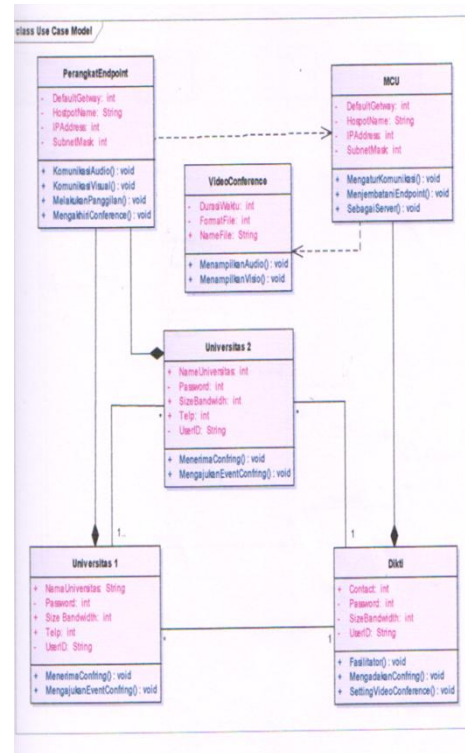 class Use Case Model
PerangkatEndpoint
- DefaultGetway: int
- HospotName: String
- IPAddress: int
- SubnetMask: int
+ KomunikasiAudio() : void
+ KomunikasiVisual() : void
+ MelakukanPanggilan() : void
+ MengakhiriConference() : void
MCU
- DefaultGetway: int
- HospotName: String
- IPAddress: int
- SubnetMask: int
+ MengaturKomunikasi() : void
+ MenjembataniEndpoint() : void
+ SebagaiServer() : void
VideoConference
- DurasiWaktu: int
- FormatFile: int
+ NameFile: String
+ MenampilkanAudio() : void
+ MenampilkanVisio() : void
Universitas 2
+ NameUniversitas: int
- Password: int
+ SizeBandwidh: int
+ Telp: int
- UserID: String
+ MenerimaConfring() : void
+ MengajukanEventConfring() : void
* *
1.. 1
Universitas 1
+ NamaUniversitas: String
- Password: int
+ Size Bandwidth: int
+ Telp: int
- UserID: String
+ MenerimaConfring() : void
+ MengajukanEventConfring() : void
* 1
Dikti
+ Contact: int
- Password: int
- SizeBandwidth: int
- UserID: String
+ Fasilitator() : void
+ MengadakanConfring() : void
+ SettingVideoConference() : void